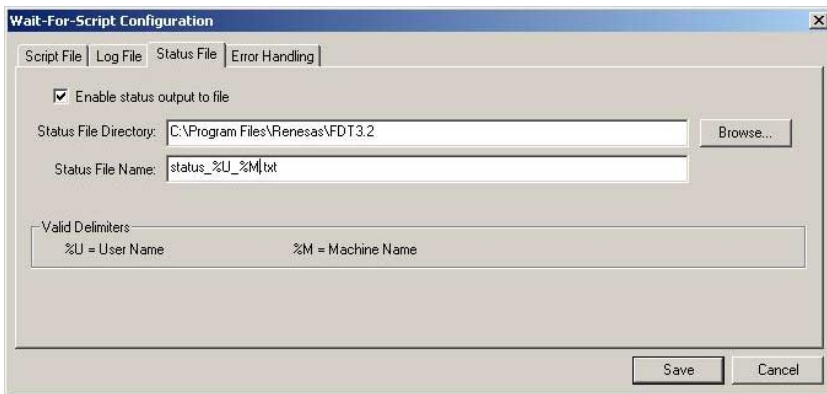 Wait-For-Script Configuration
Script File Log File Status File Error Handling
Enable status output to file
Status File Directory: C:\Program Files\Renesas\FDT3.2 Browse...
Status File Name: status_%U_%M.txt
Valid Delimiters
%U = User Name %M = Machine Name
Save Cancel